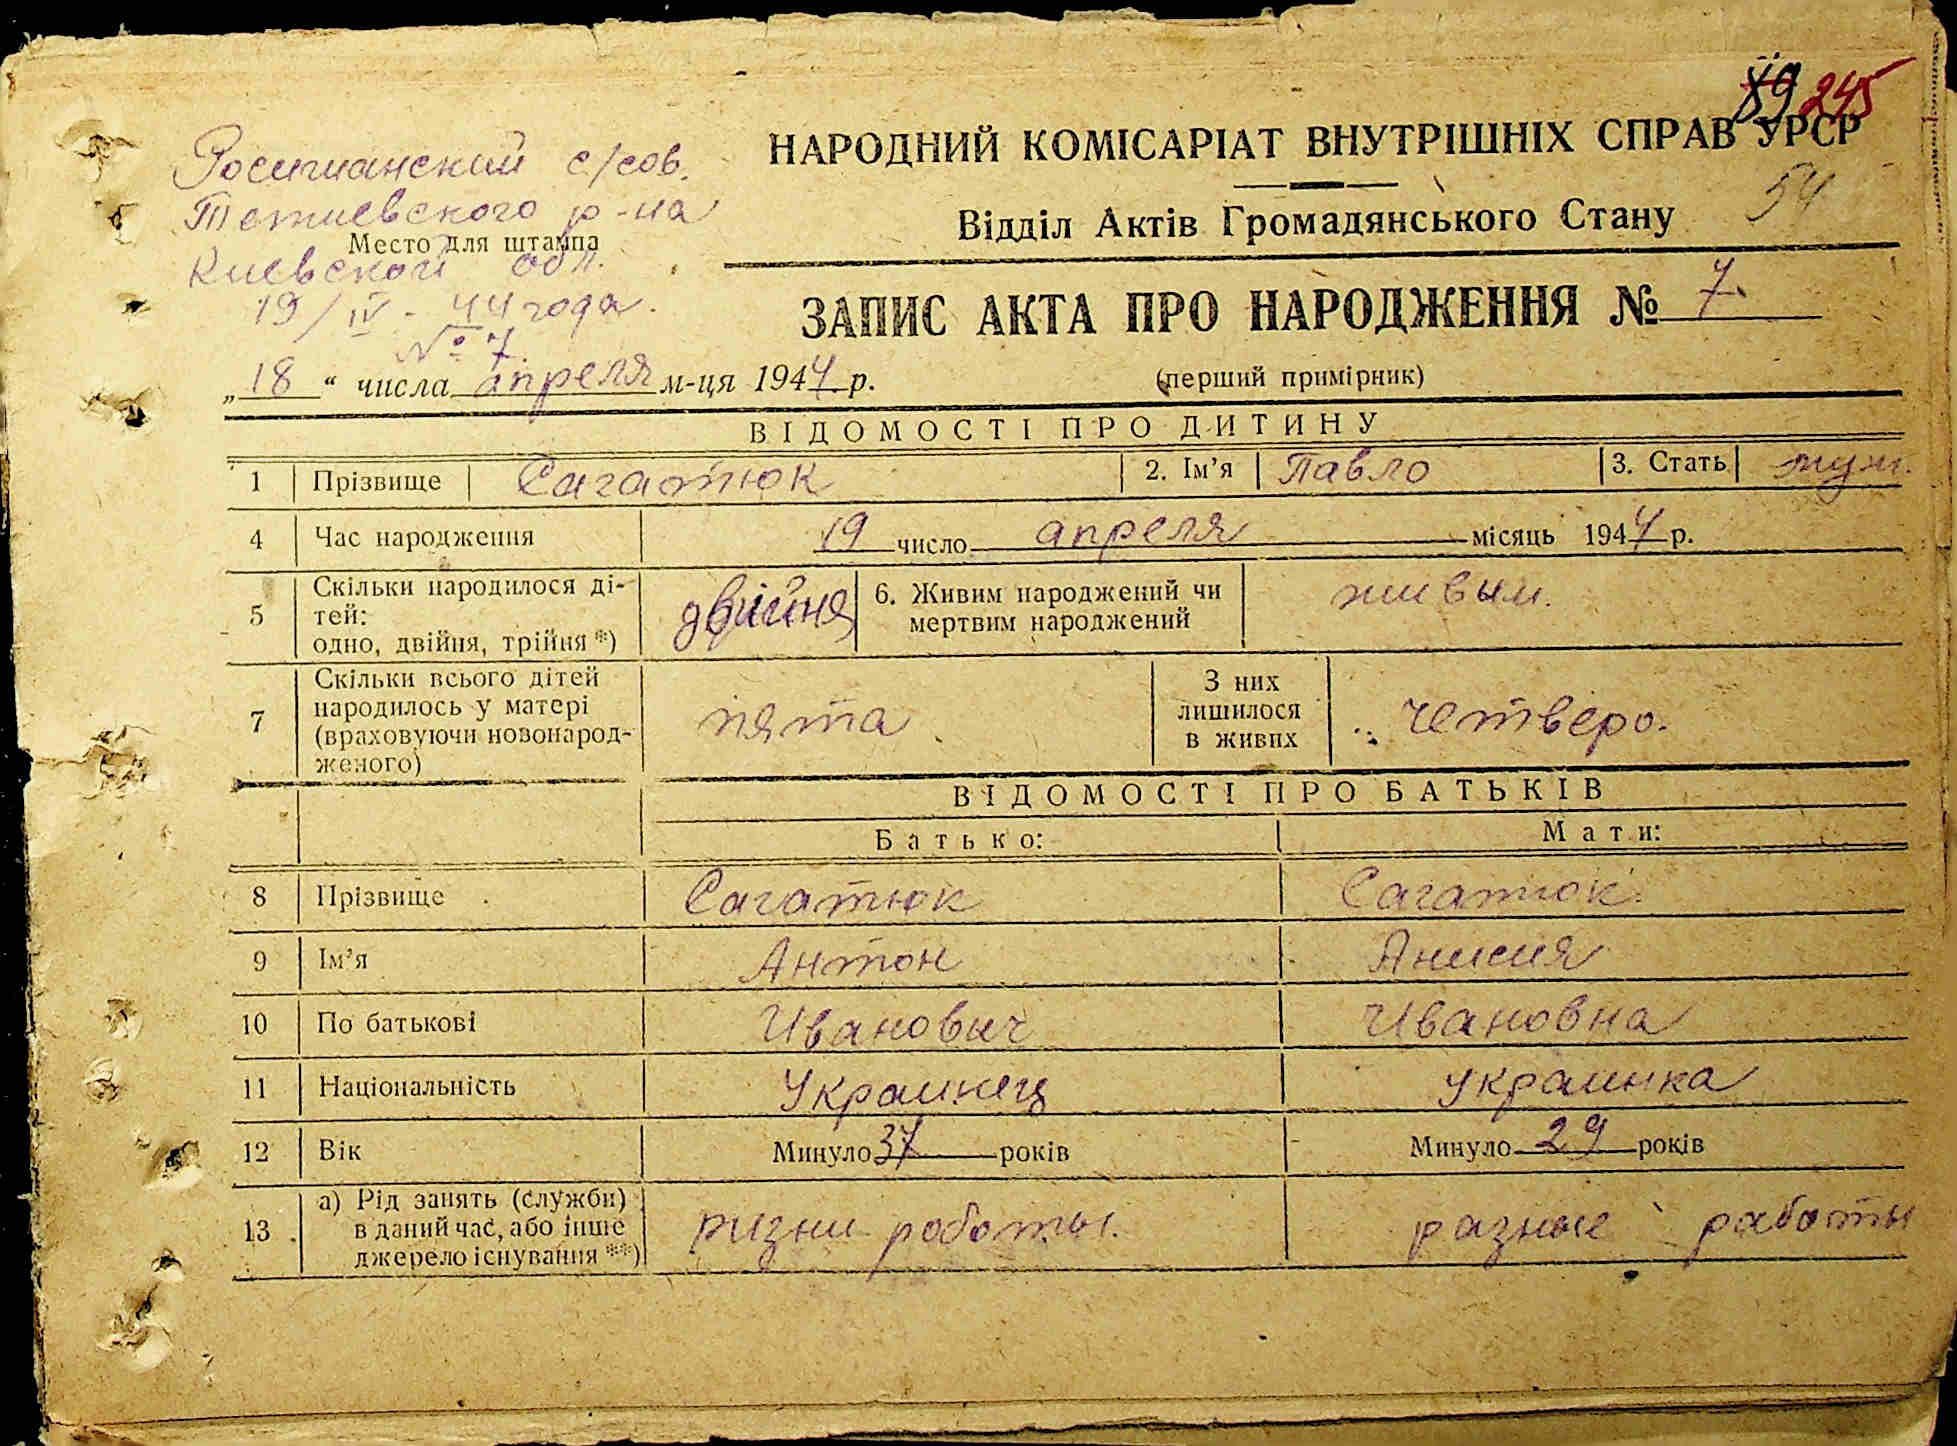 89 245
54
Росишанский с/сов.
Тетиевского р-на
Место для штампа
Киевской обл.
19/IV - 44 года.
№ 7.
НАРОДНИЙ КОМІСАРІАТ ВНУТРІШНІХ СПРАВ УРСР
Відділ Актів Громадянського Стану
ЗАПИС АКТА ПРО НАРОДЖЕННЯ № 7.
„18“ числа апреля м-ця 1944 р.
(перший примірник)
ВІДОМОСТІ ПРО ДИТИНУ
1 Прізвище Сагатюк 2. Ім’я Павло 3. Стать муж.
4 Час народження 19 число апреля місяць 1944 р.
5 Скільки народилося ді-
тей:
одно, двійня, трійня *) двійня
6. Живим народжений чи
мертвим народжений живым.
7 Скільки всього дітей
народилось у матері
(враховуючи новонарод-
женого) пята
З них
лишилося
в живих четверо.
ВІДОМОСТІ ПРО БАТЬКІВ
Батько: Мати:
8 Прізвище Сагатюк Сагатюк
9 Ім’я Антон Анисия
10 По батькові Иванович Ивановна
11 Національність Украинец Украинка
12 Вік Минуло 37 років Минуло 29 років
13 а) Рід занять (служби)
в даний час, або інше
джерело існування **) ризни роботы. разные работы